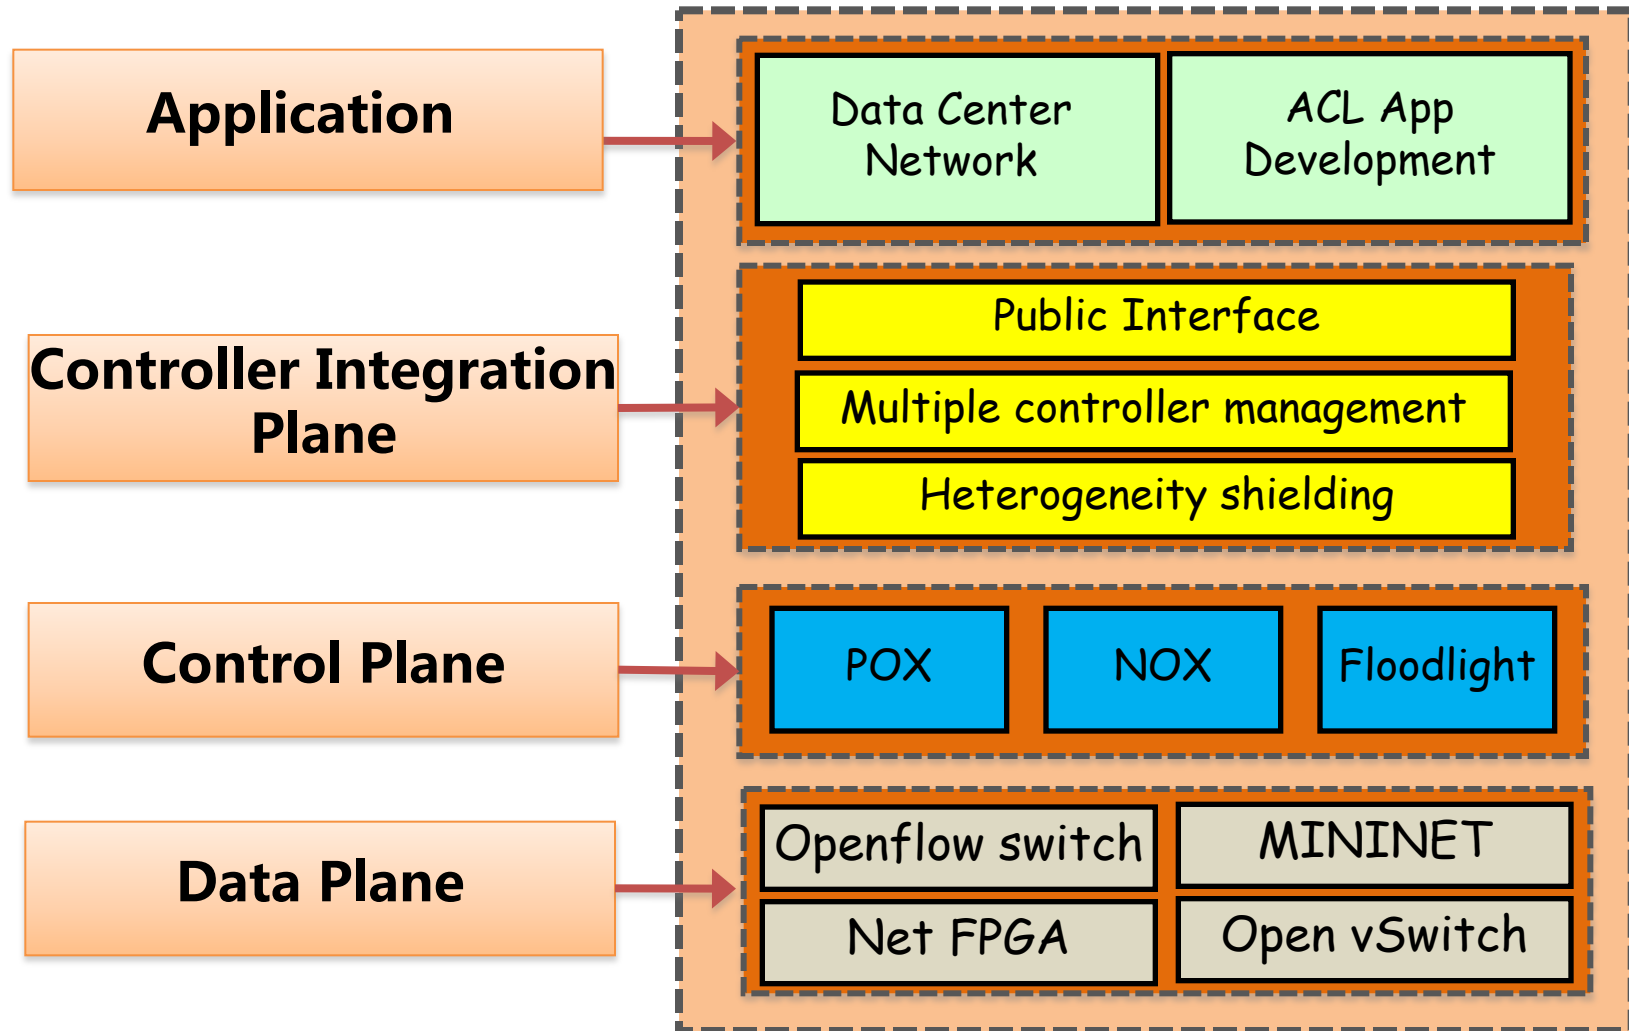 Application
Data Center
Network
ACL App
Development
Controller Integration
Plane
Public Interface
Multiple controller management
Heterogeneity shielding
Control Plane
POX
NOX
Floodlight
Data Plane
Openflow switch
MININET
Net FPGA
Open vSwitch